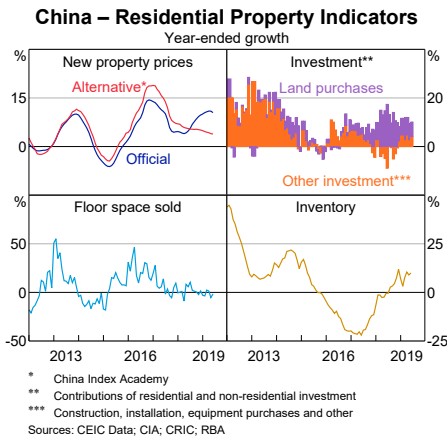 China – Residential Property Indicators
Year-ended growth
% New property prices Investment** %
Alternative* Land purchases
15 20
0 0
Official
Other investment***
% Floor space sold Inventory %
50 25
0 0
-50 -25
2013 2016 2019 2013 2016 2019
* China Index Academy
** Contributions of residential and non-residential investment
*** Construction, installation, equipment purchases and other
Sources: CEIC Data; CIA; CRIC; RBA